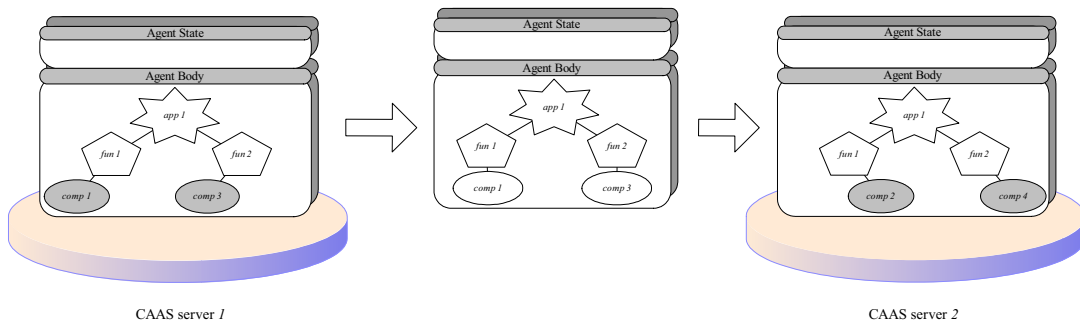 Agent State
Agent Body
app 1
fun 1
fun 2
comp 1
comp 3
CAAS server 1
Agent State
Agent Body
app 1
fun 1
fun 2
comp 1
comp 3
Agent State
Agent Body
app 1
fun 1
fun 2
comp 2
comp 4
CAAS server 2